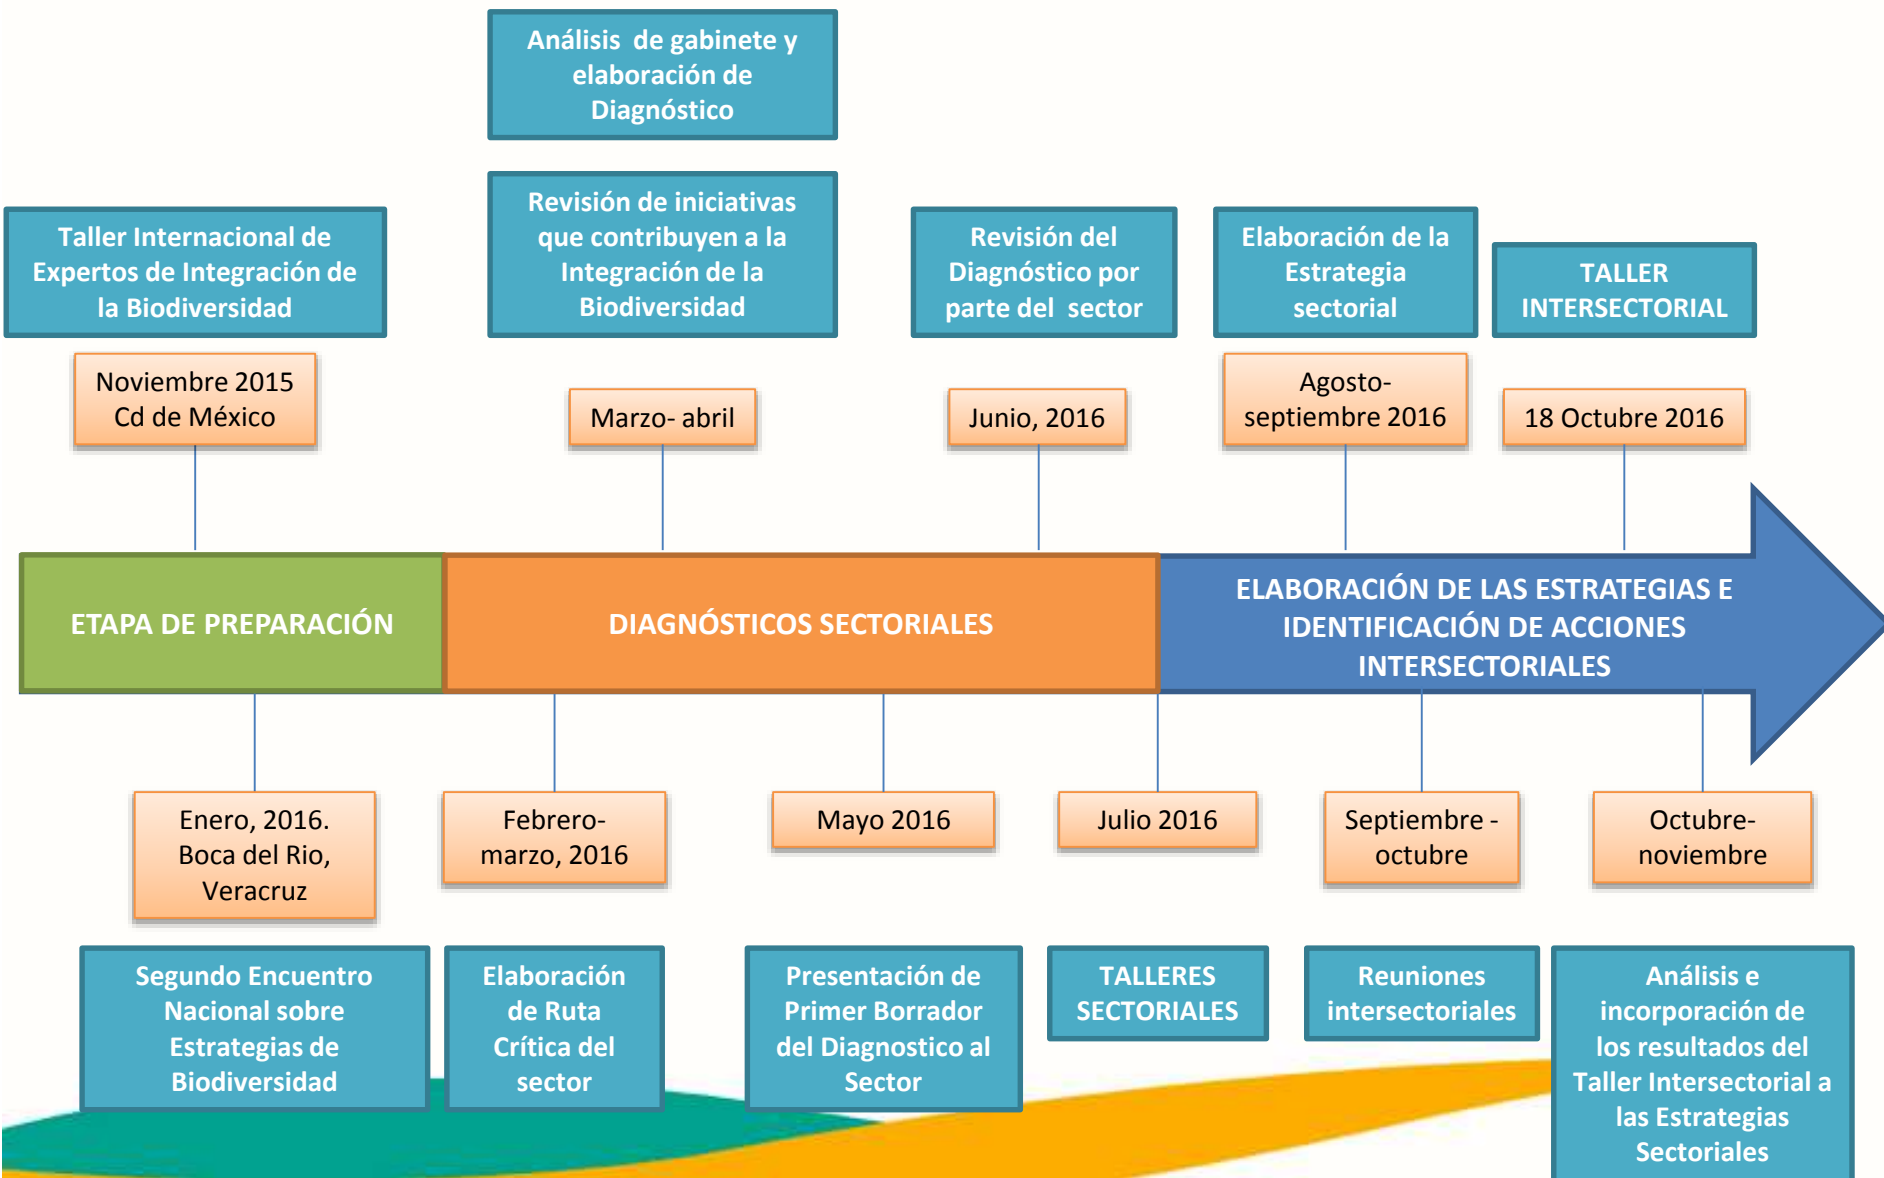 Análisis de gabinete y
elaboración de
Diagnóstico
Taller Internacional de
Expertos de Integración de
la Biodiversidad
Revisión de iniciativas
que contribuyen a la
Integración de la
Biodiversidad
Revisión del
Diagnóstico por
parte del sector
Elaboración de la
Estrategia
sectorial
TALLER
INTERSECTORIAL
Noviembre 2015
Cd de México
Marzo- abril
Junio, 2016
Agosto-
septiembre 2016
18 Octubre 2016
ETAPA DE PREPARACIÓN
DIAGNÓSTICOS SECTORIALES
ELABORACIÓN DE LAS ESTRATEGIAS E
IDENTIFICACIÓN DE ACCIONES
INTERSECTORIALES
Enero, 2016.
Boca del Rio,
Veracruz
Febrero-
marzo, 2016
Mayo 2016
Julio 2016
Septiembre -
octubre
Octubre-
noviembre
Segundo Encuentro
Nacional sobre
Estrategias de
Biodiversidad
Elaboración
de Ruta
Crítica del
sector
Presentación de
Primer Borrador
del Diagnostico al
Sector
TALLERES
SECTORIALES
Reuniones
intersectoriales
Análisis e
incorporación de
los resultados del
Taller Intersectorial a
las Estrategias
Sectoriales